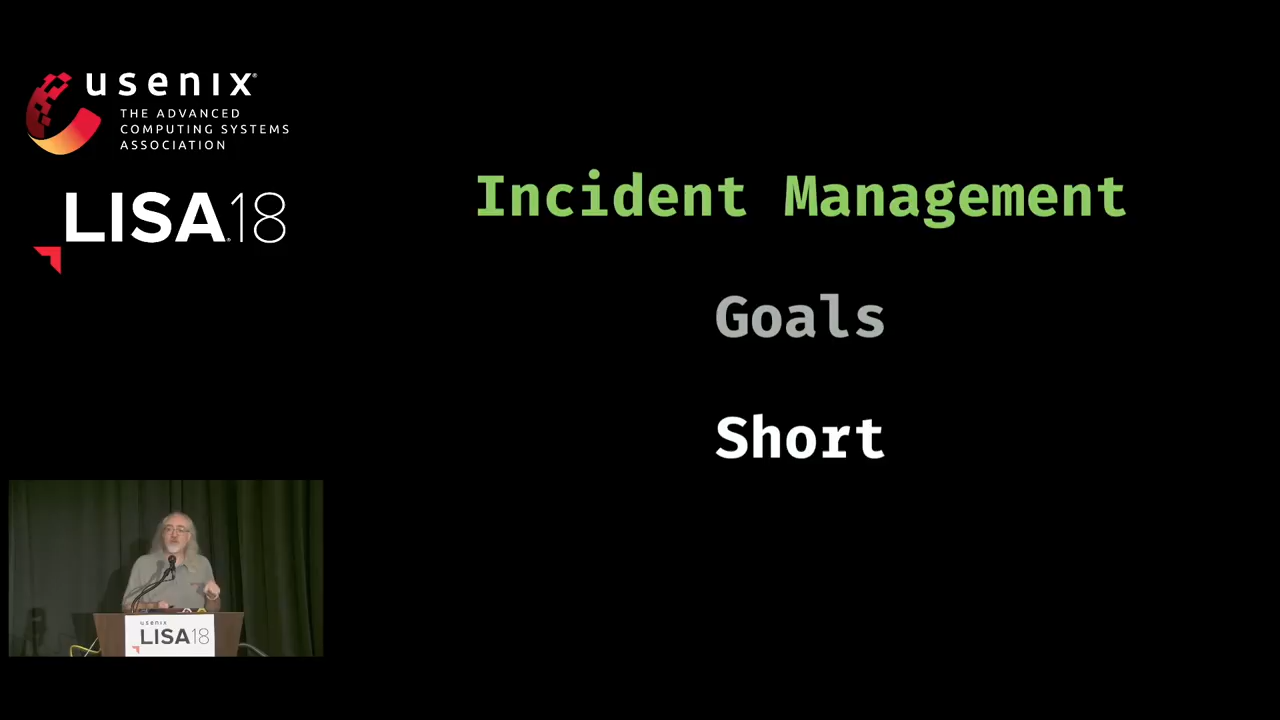 usenix®
THE ADVANCED
COMPUTING SYSTEMS
ASSOCIATION
LISA18
Incident Management
Goals
Short
usenix
LISA18